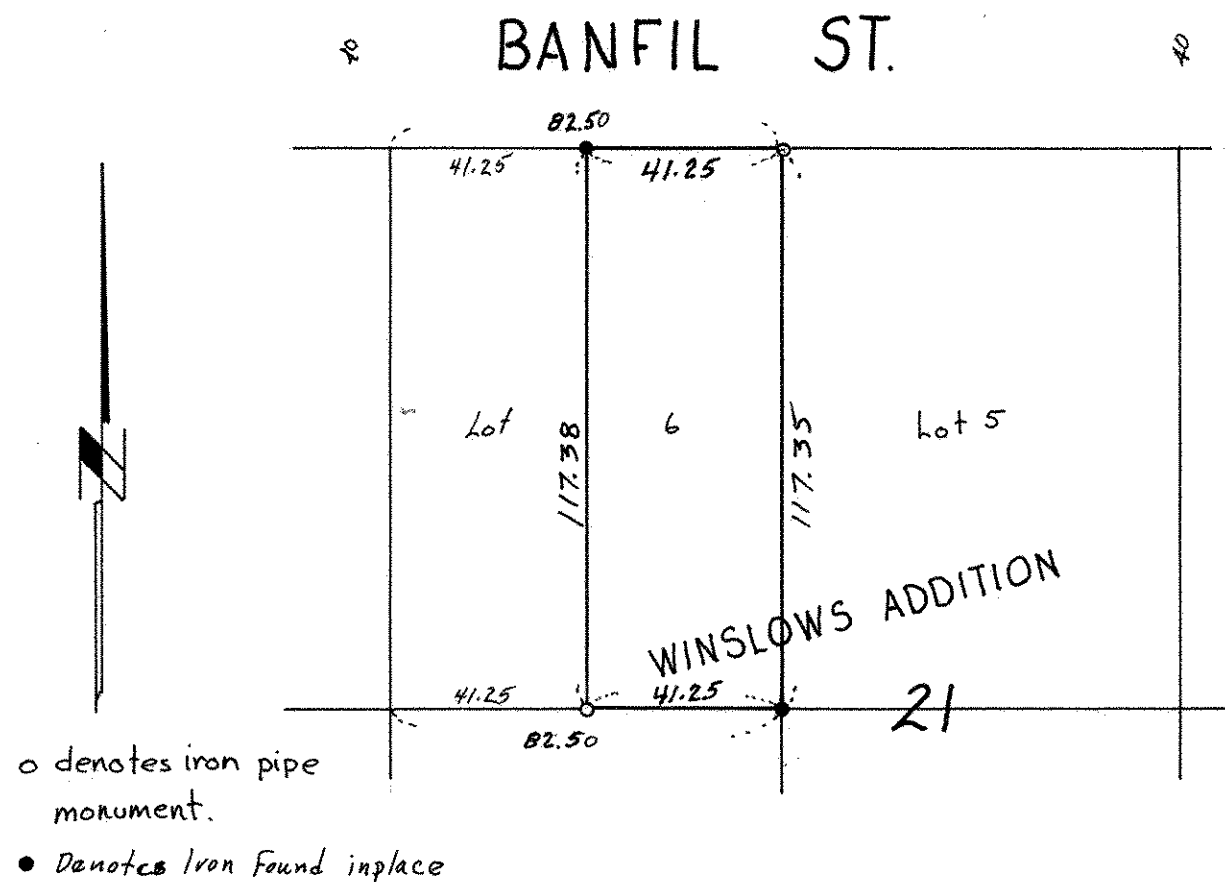 40 BANFIL ST. 40
82.50
41.25 41.25
Lot 6 Lot 5
117.38 117.35
WINSLOWS ADDITION
41.25 41.25 21
82.50
o denotes iron pipe
monument.
● Denotes Iron Found inplace